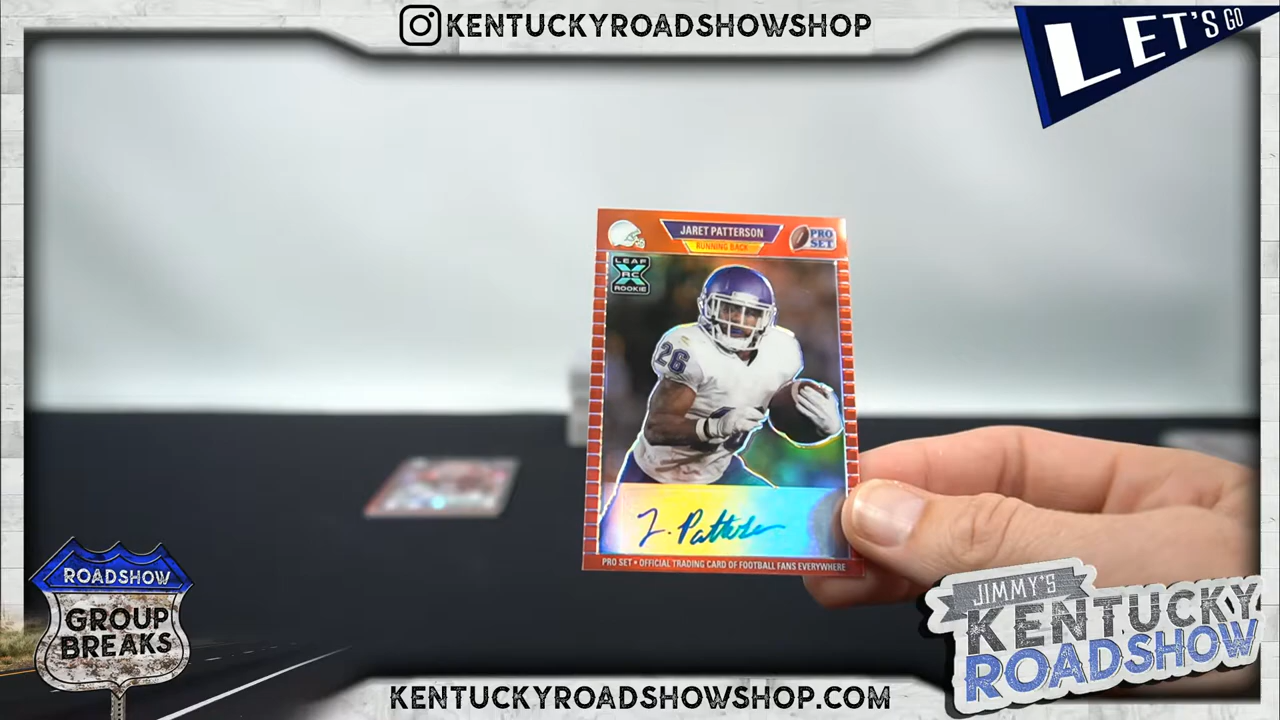 KENTUCKYROADSHOWSHOP
LET'S GO
JARET PATTERSON
RUNNING BACK
PRO
SET
LEAF
XRC
ROOKIE
26
J. Patterson
PRO SET • OFFICIAL TRADING CARD OF FOOTBALL FANS EVERYWHERE
ROADSHOW
GROUP
BREAKS
JIMMY'S
KENTUCKY
ROADSHOW
KENTUCKYROADSHOWSHOP.COM